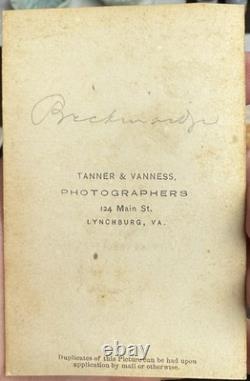 TANNER & VANNESS,
PHOTOGRAPHERS
124 Main St.
LYNCHBURG, VA.
Duplicates of this Picture can be had upon
application by mail or otherwise.
ebay